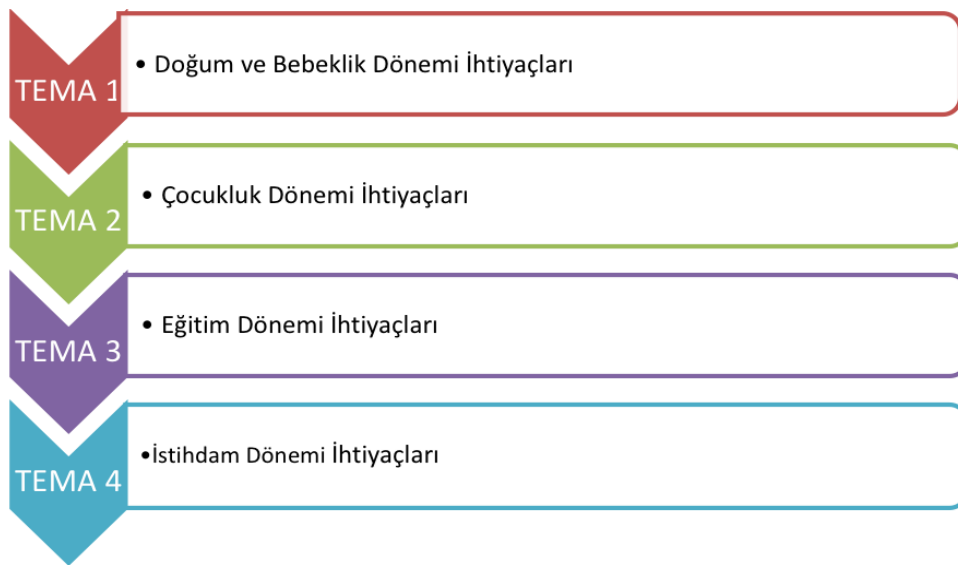 TEMA 1
• Doğum ve Bebeklik Dönemi İhtiyaçları
TEMA 2
• Çocukluk Dönemi İhtiyaçları
TEMA 3
• Eğitim Dönemi İhtiyaçları
TEMA 4
•İstihdam Dönemi İhtiyaçları